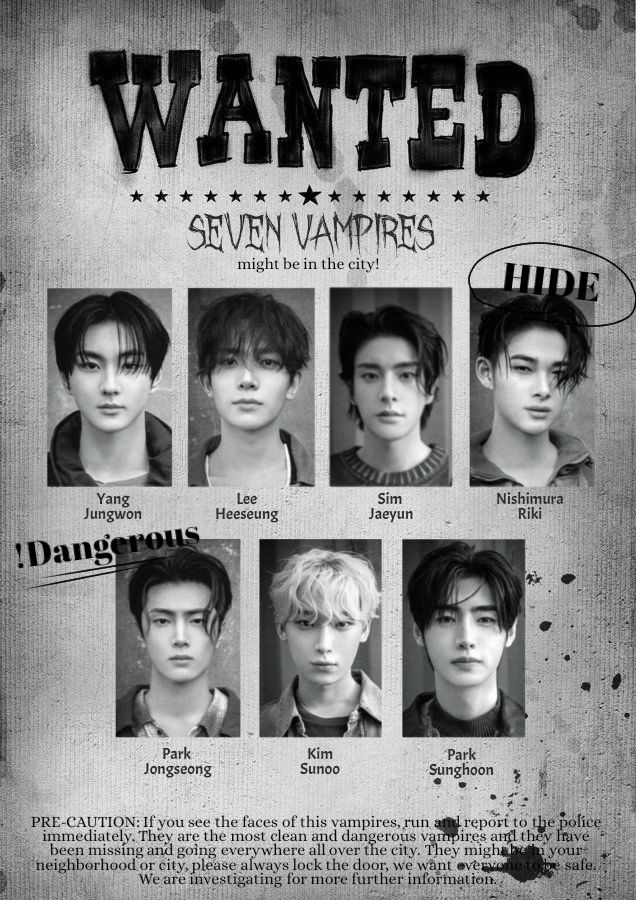 WANTED
SEVEN VAMPIRES
might be in the city!
HIDE
Yang
Jungwon
Lee
Heeseung
Sim
Jaeyun
Nishimura
Riki
!Dangerous
Park
Jongseong
Kim
Sunoo
Park
Sunghoon
PRE-CAUTION: If you see the faces of this vampires, run and report to the police
immediately. They are the most clean and dangerous vampires and they have
been missing and going everywhere all over the city. They might be in your
neighborhood or city, please always lock the door, we want everyone to be safe.
We are investigating for more further information.